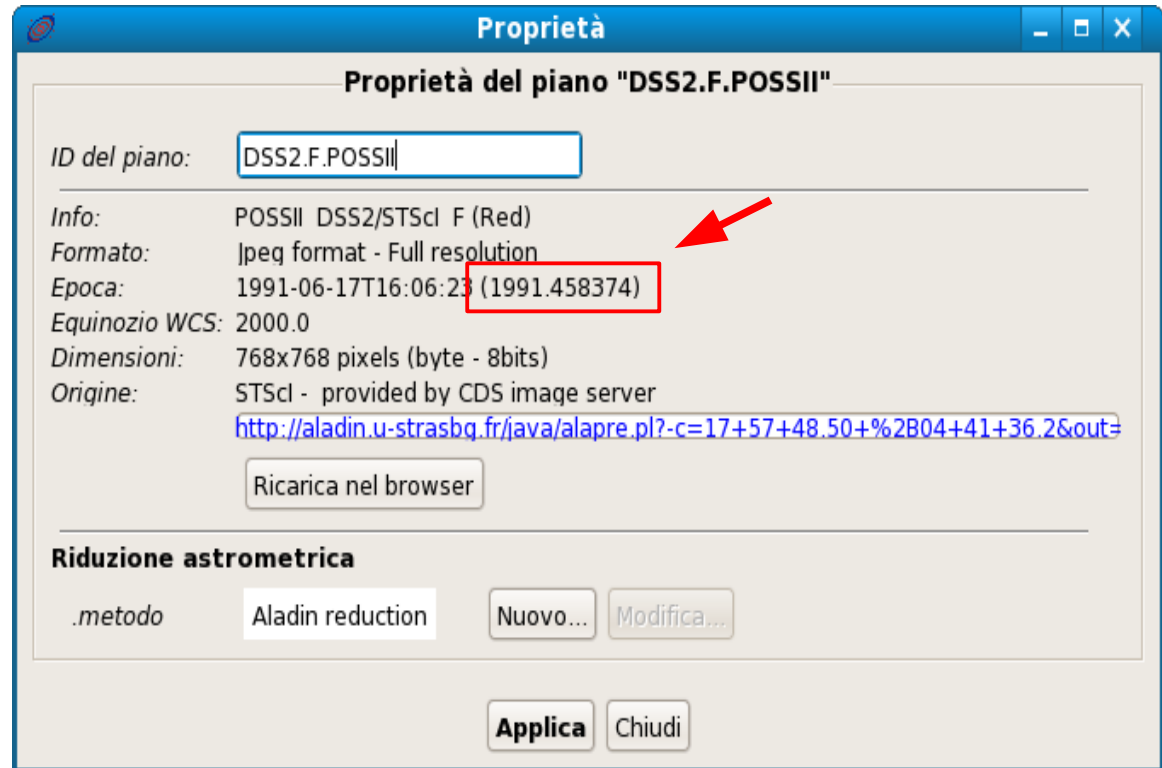 Proprietà
Proprietà del piano "DSS2.F.POSSII"
ID del piano: DSS2.F.POSSII
Info: POSSII DSS2/STScI F (Red)
Formato: Jpeg format - Full resolution
Epoca: 1991-06-17T16:06:23 (1991.458374)
Equinozio WCS: 2000.0
Dimensioni: 768x768 pixels (byte - 8bits)
Origine: STScI - provided by CDS image server
http://aladin.u-strasbg.fr/java/alapre.pl?-c=17+57+48.50+%2B04+41+36.2&out=
Ricarica nel browser
Riduzione astrometrica
.metodo Aladin reduction Nuovo... Modifica...
Applica Chiudi